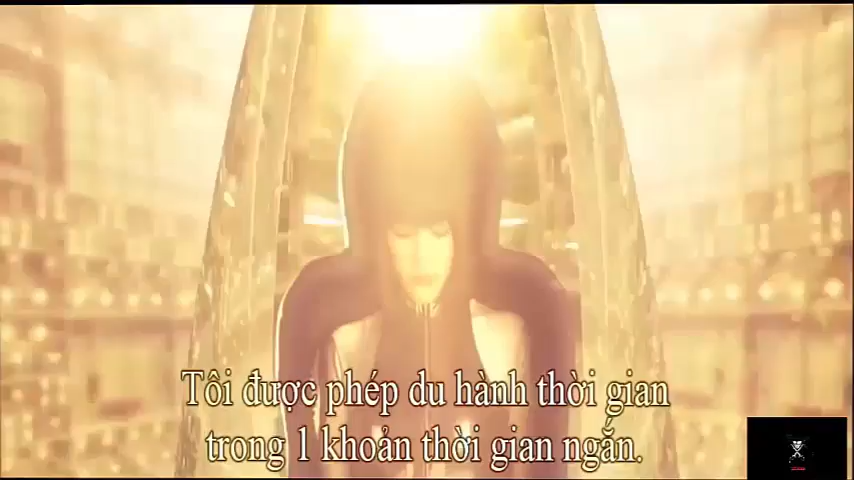 Tôi được phép du hành thời gian
trong 1 khoản thời gian ngắn.